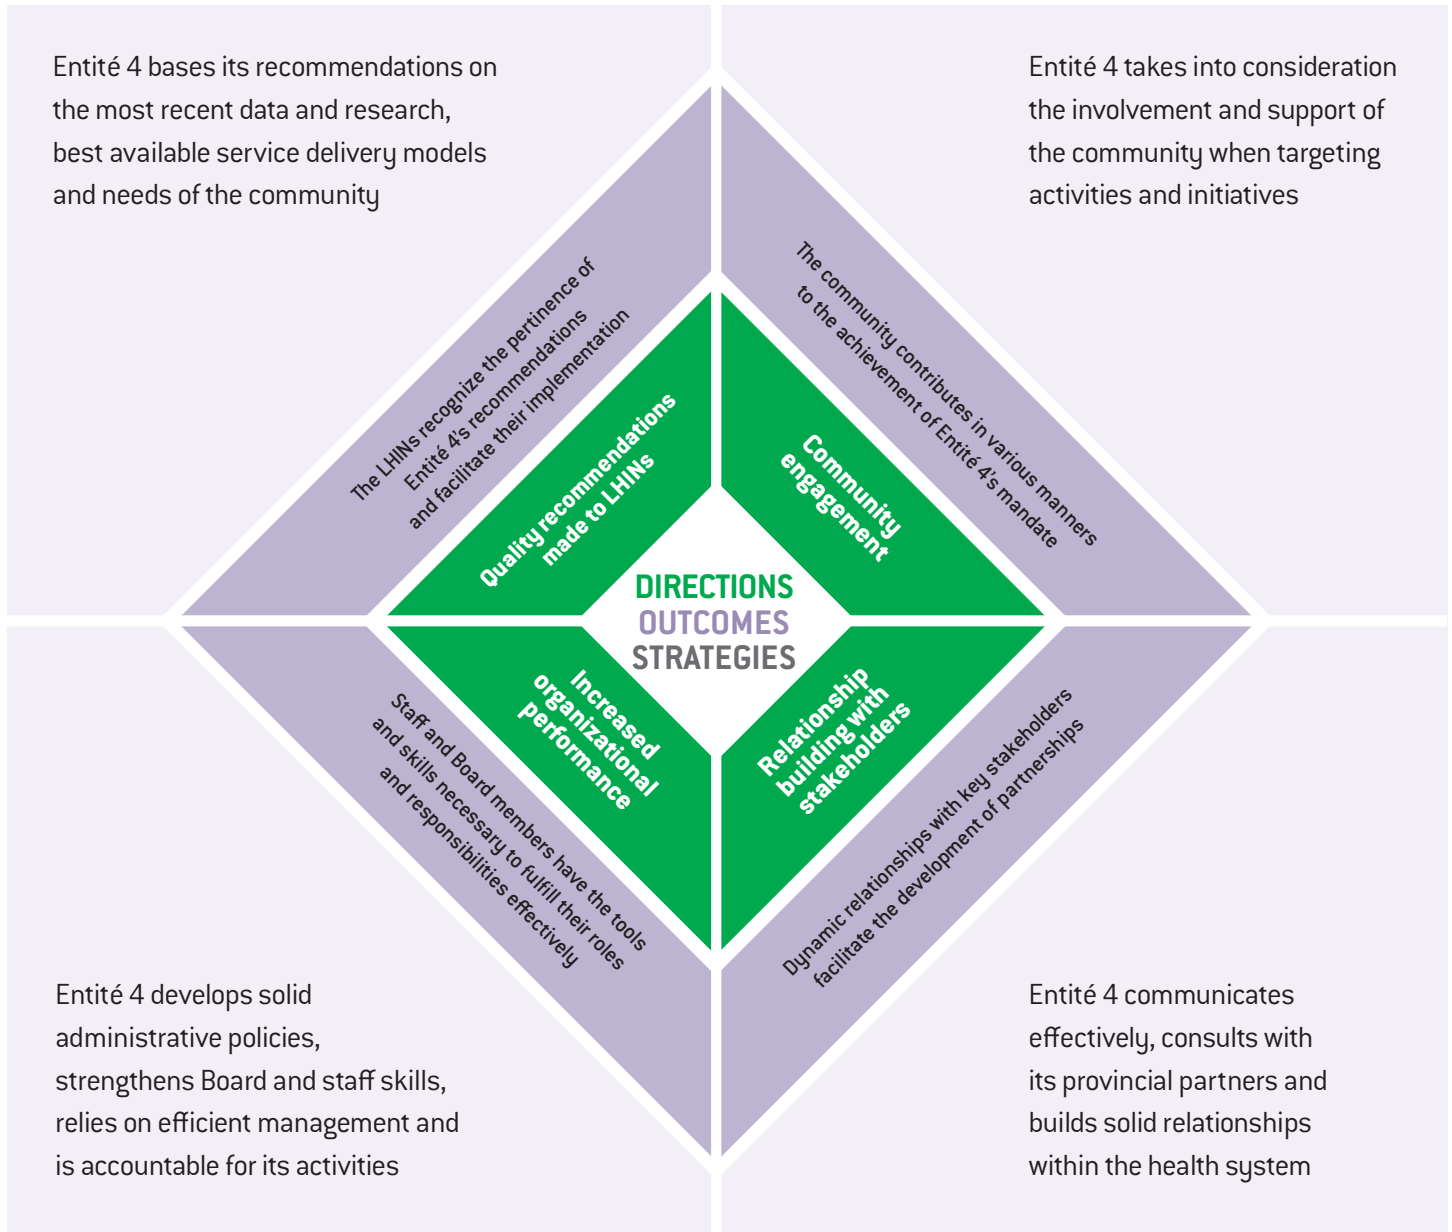 Entité 4 bases its recommendations on
the most recent data and research,
best available service delivery models
and needs of the community
Entité 4 takes into consideration
the involvement and support of
the community when targeting
activities and initiatives
The LHINs recognize the pertinence of
Entité 4's recommendations
and facilitate their implementation
The community contributes in various manners
to the achievement of Entité 4's mandate
Quality recommendations
made to LHINs
Community
engagement
DIRECTIONS
OUTCOMES
STRATEGIES
Increased
organizational
performance
Relationship
building with
stakeholders
Staff and Board members have the tools
and skills necessary to fulfill their roles
and responsibilities effectively
Dynamic relationships with key stakeholders
facilitate the development of partnerships
Entité 4 develops solid
administrative policies,
strengthens Board and staff skills,
relies on efficient management and
is accountable for its activities
Entité 4 communicates
effectively, consults with
its provincial partners and
builds solid relationships
within the health system